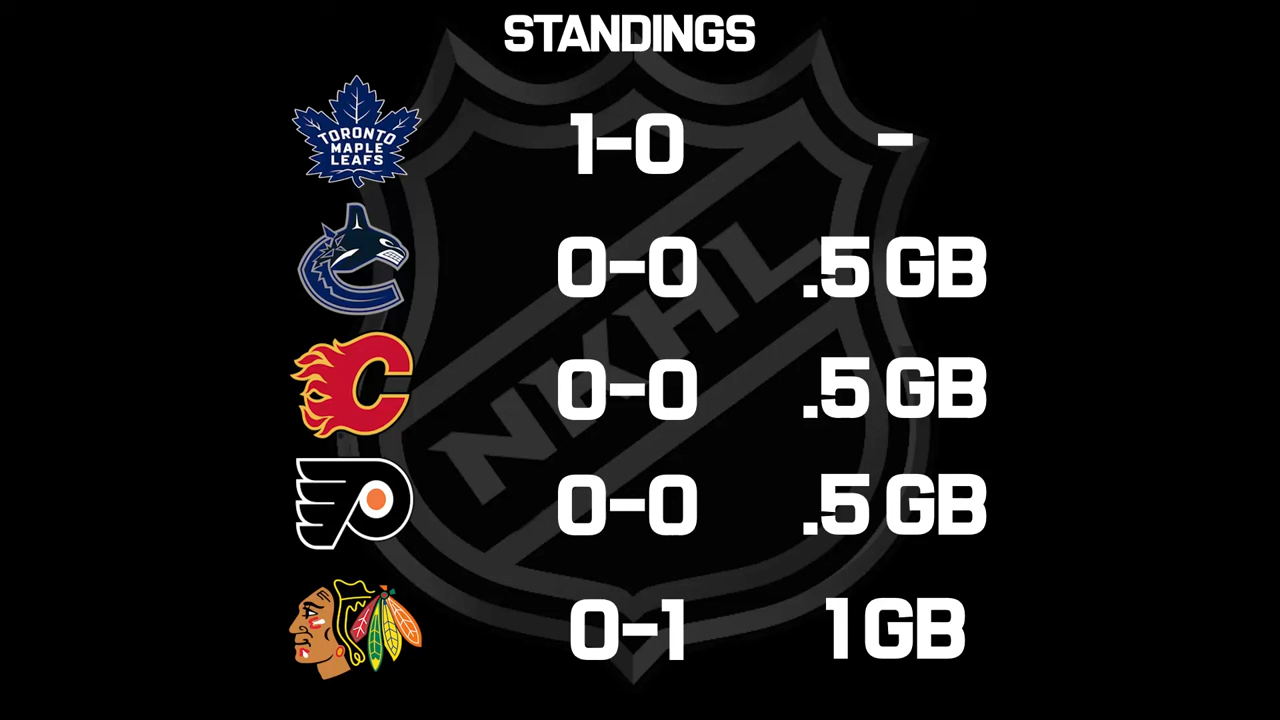 STANDINGS
TORONTO
MAPLE
LEAFS
1-0 -
0-0 .5 GB
0-0 .5 GB
NKHL
0-0 .5 GB
0-1 1 GB